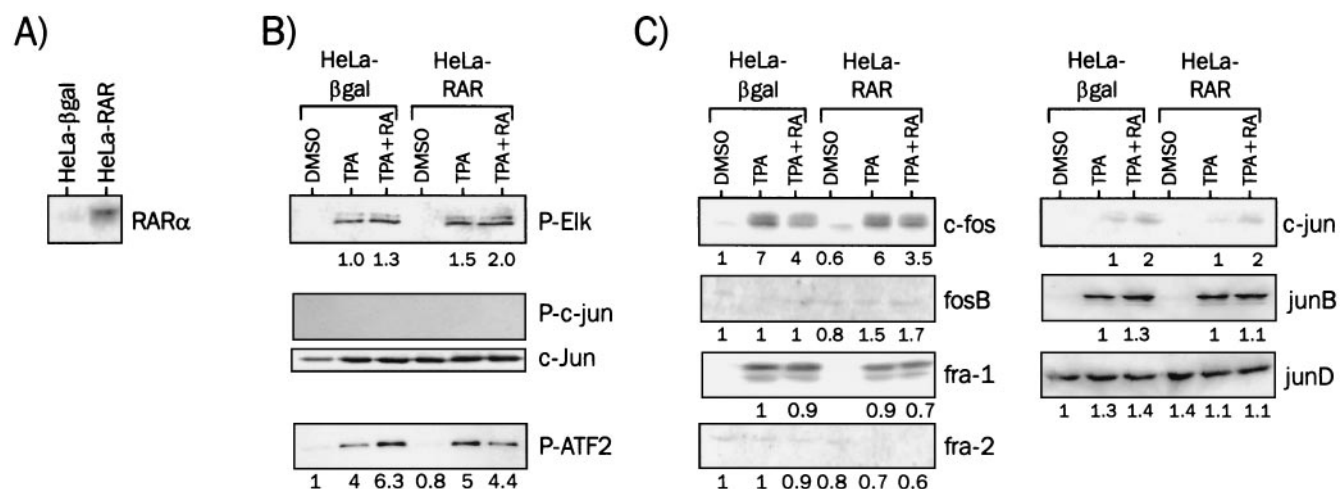 A)
HeLa-βgal
HeLa-RAR
RARα
B)
HeLa-
βgal
HeLa-
RAR
DMSO
TPA
TPA+RA
DMSO
TPA
TPA+RA
P-Elk
1.0 1.3 1.5 2.0
P-c-jun
c-Jun
P-ATF2
1 4 6.3 0.8 5 4.4
C)
HeLa-
βgal
HeLa-
RAR
DMSO
TPA
TPA+RA
DMSO
TPA
TPA+RA
c-fos
1 7 4 0.6 6 3.5
fosB
1 1 1 0.8 1.5 1.7
fra-1
1 0.9 0.9 0.7
fra-2
1 1 0.9 0.8 0.7 0.6
HeLa-
βgal
HeLa-
RAR
DMSO
TPA
TPA+RA
DMSO
TPA
TPA+RA
c-jun
1 2 1 2
junB
1 1.3 1 1.1
junD
1 1.3 1.4 1.4 1.1 1.1